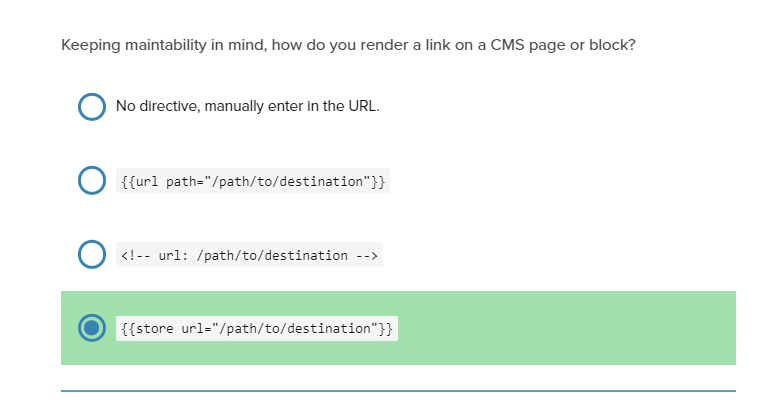 Keeping maintability in mind, how do you render a link on a CMS page or block?
No directive, manually enter in the URL.
{{url path="/path/to/destination"}}
<!-- url: /path/to/destination -->
{{store url="/path/to/destination"}}